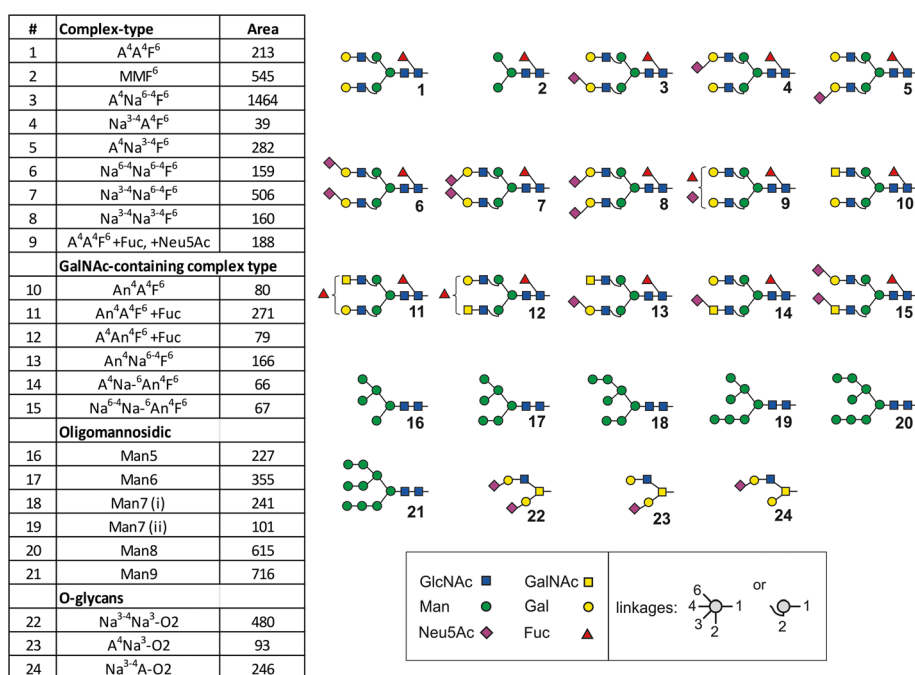 # Complex-type Area
1 A⁴A⁴F⁶ 213
2 MMF⁶ 545
3 A⁴Na⁶⁻⁴F⁶ 1464
4 Na³⁻⁴A⁴F⁶ 39
5 A⁴Na³⁻⁴F⁶ 282
6 Na⁶⁻⁴Na⁶⁻⁴F⁶ 159
7 Na³⁻⁴Na⁶⁻⁴F⁶ 506
8 Na³⁻⁴Na³⁻⁴F⁶ 160
9 A⁴A⁴F⁶ +Fuc, +Neu5Ac 188
GalNAc-containing complex type
10 An⁴A⁴F⁶ 80
11 An⁴A⁴F⁶ +Fuc 271
12 A⁴An⁴F⁶ +Fuc 79
13 An⁴Na⁶⁻⁴F⁶ 166
14 A⁴Na-⁶An⁴F⁶ 66
15 Na⁶⁻⁴Na-⁶An⁴F⁶ 67
Oligomannosidic
16 Man5 227
17 Man6 355
18 Man7 (i) 241
19 Man7 (ii) 101
20 Man8 615
21 Man9 716
O-glycans
22 Na³⁻⁴Na³-O2 480
23 A⁴Na³-O2 93
24 Na³⁻⁴A-O2 246
1 2 3 4 5
6 7 8 9 10
11 12 13 14 15
16 17 18 19 20
21 22 23 24
GlcNAc GalNAc
Man Gal
Neu5Ac Fuc
linkages:
6
4 1
3 2
or
1
2